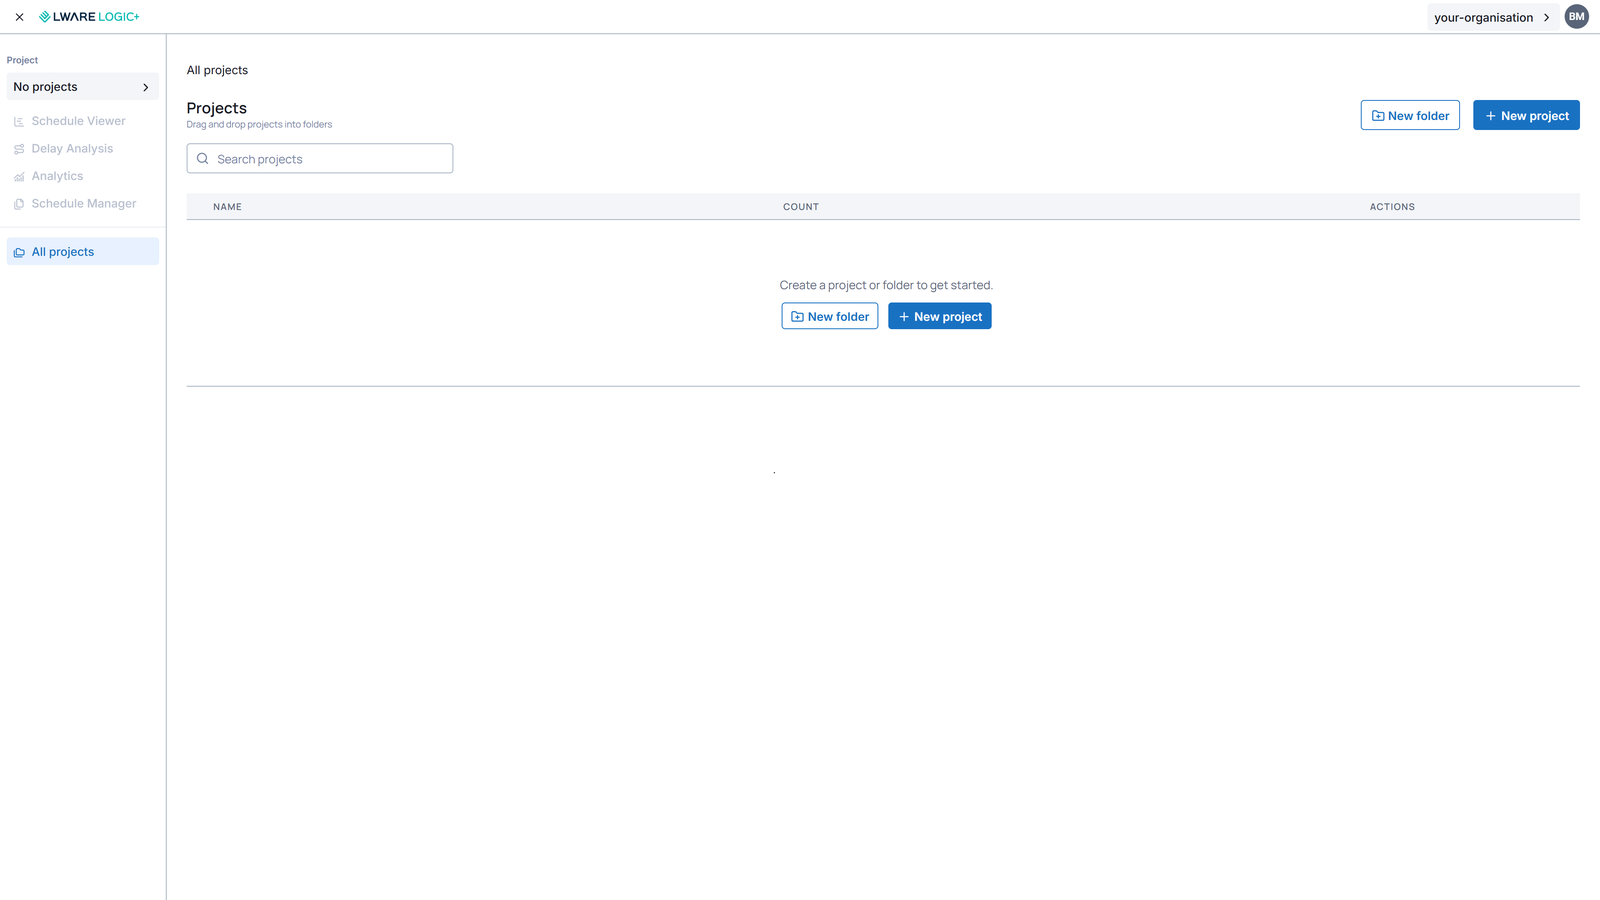 LWARE LOGIC+
your-organisation
BM
Project
No projects
Schedule Viewer
Delay Analysis
Analytics
Schedule Manager
All projects
All projects
Projects
Drag and drop projects into folders
New folder
New project
Search projects
NAME COUNT ACTIONS
Create a project or folder to get started.
New folder
New project